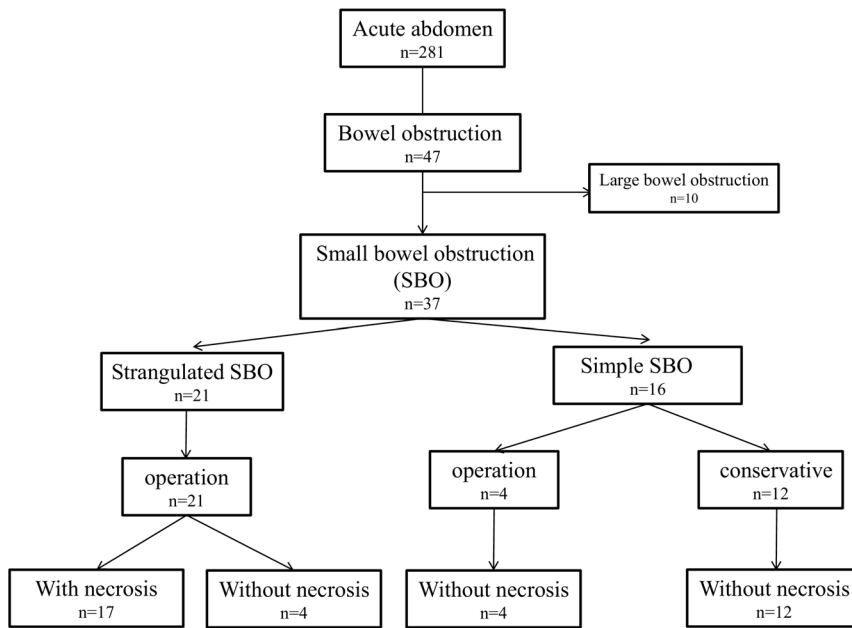 Acute abdomen
n=281
Bowel obstruction
n=47
Large bowel obstruction
n=10
Small bowel obstruction
(SBO)
n=37
Strangulated SBO
n=21
Simple SBO
n=16
operation
n=21
operation
n=4
conservative
n=12
With necrosis
n=17
Without necrosis
n=4
Without necrosis
n=4
Without necrosis
n=12